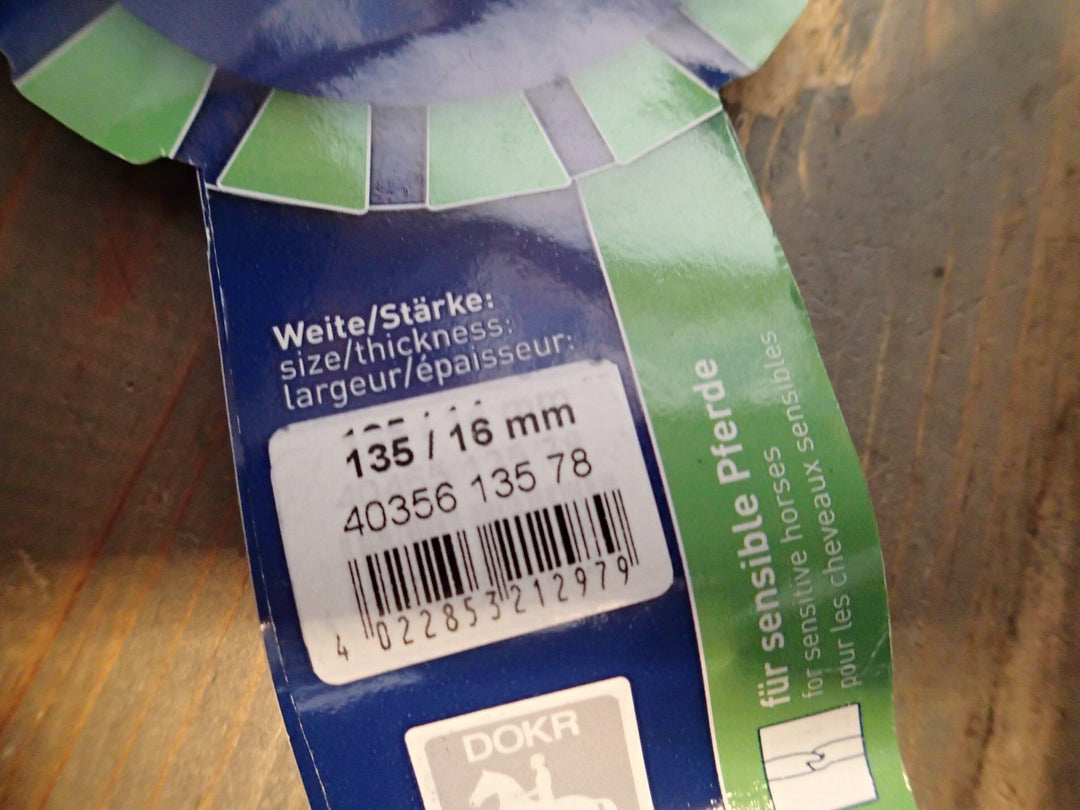 Weite/Stärke:
size/thickness:
largeur/épaisseur:
135 / 16 mm
40356 135 78
4 022853 212979
DOKR
für sensible Pferde
for sensitive horses
pour les cheveaux sensibles